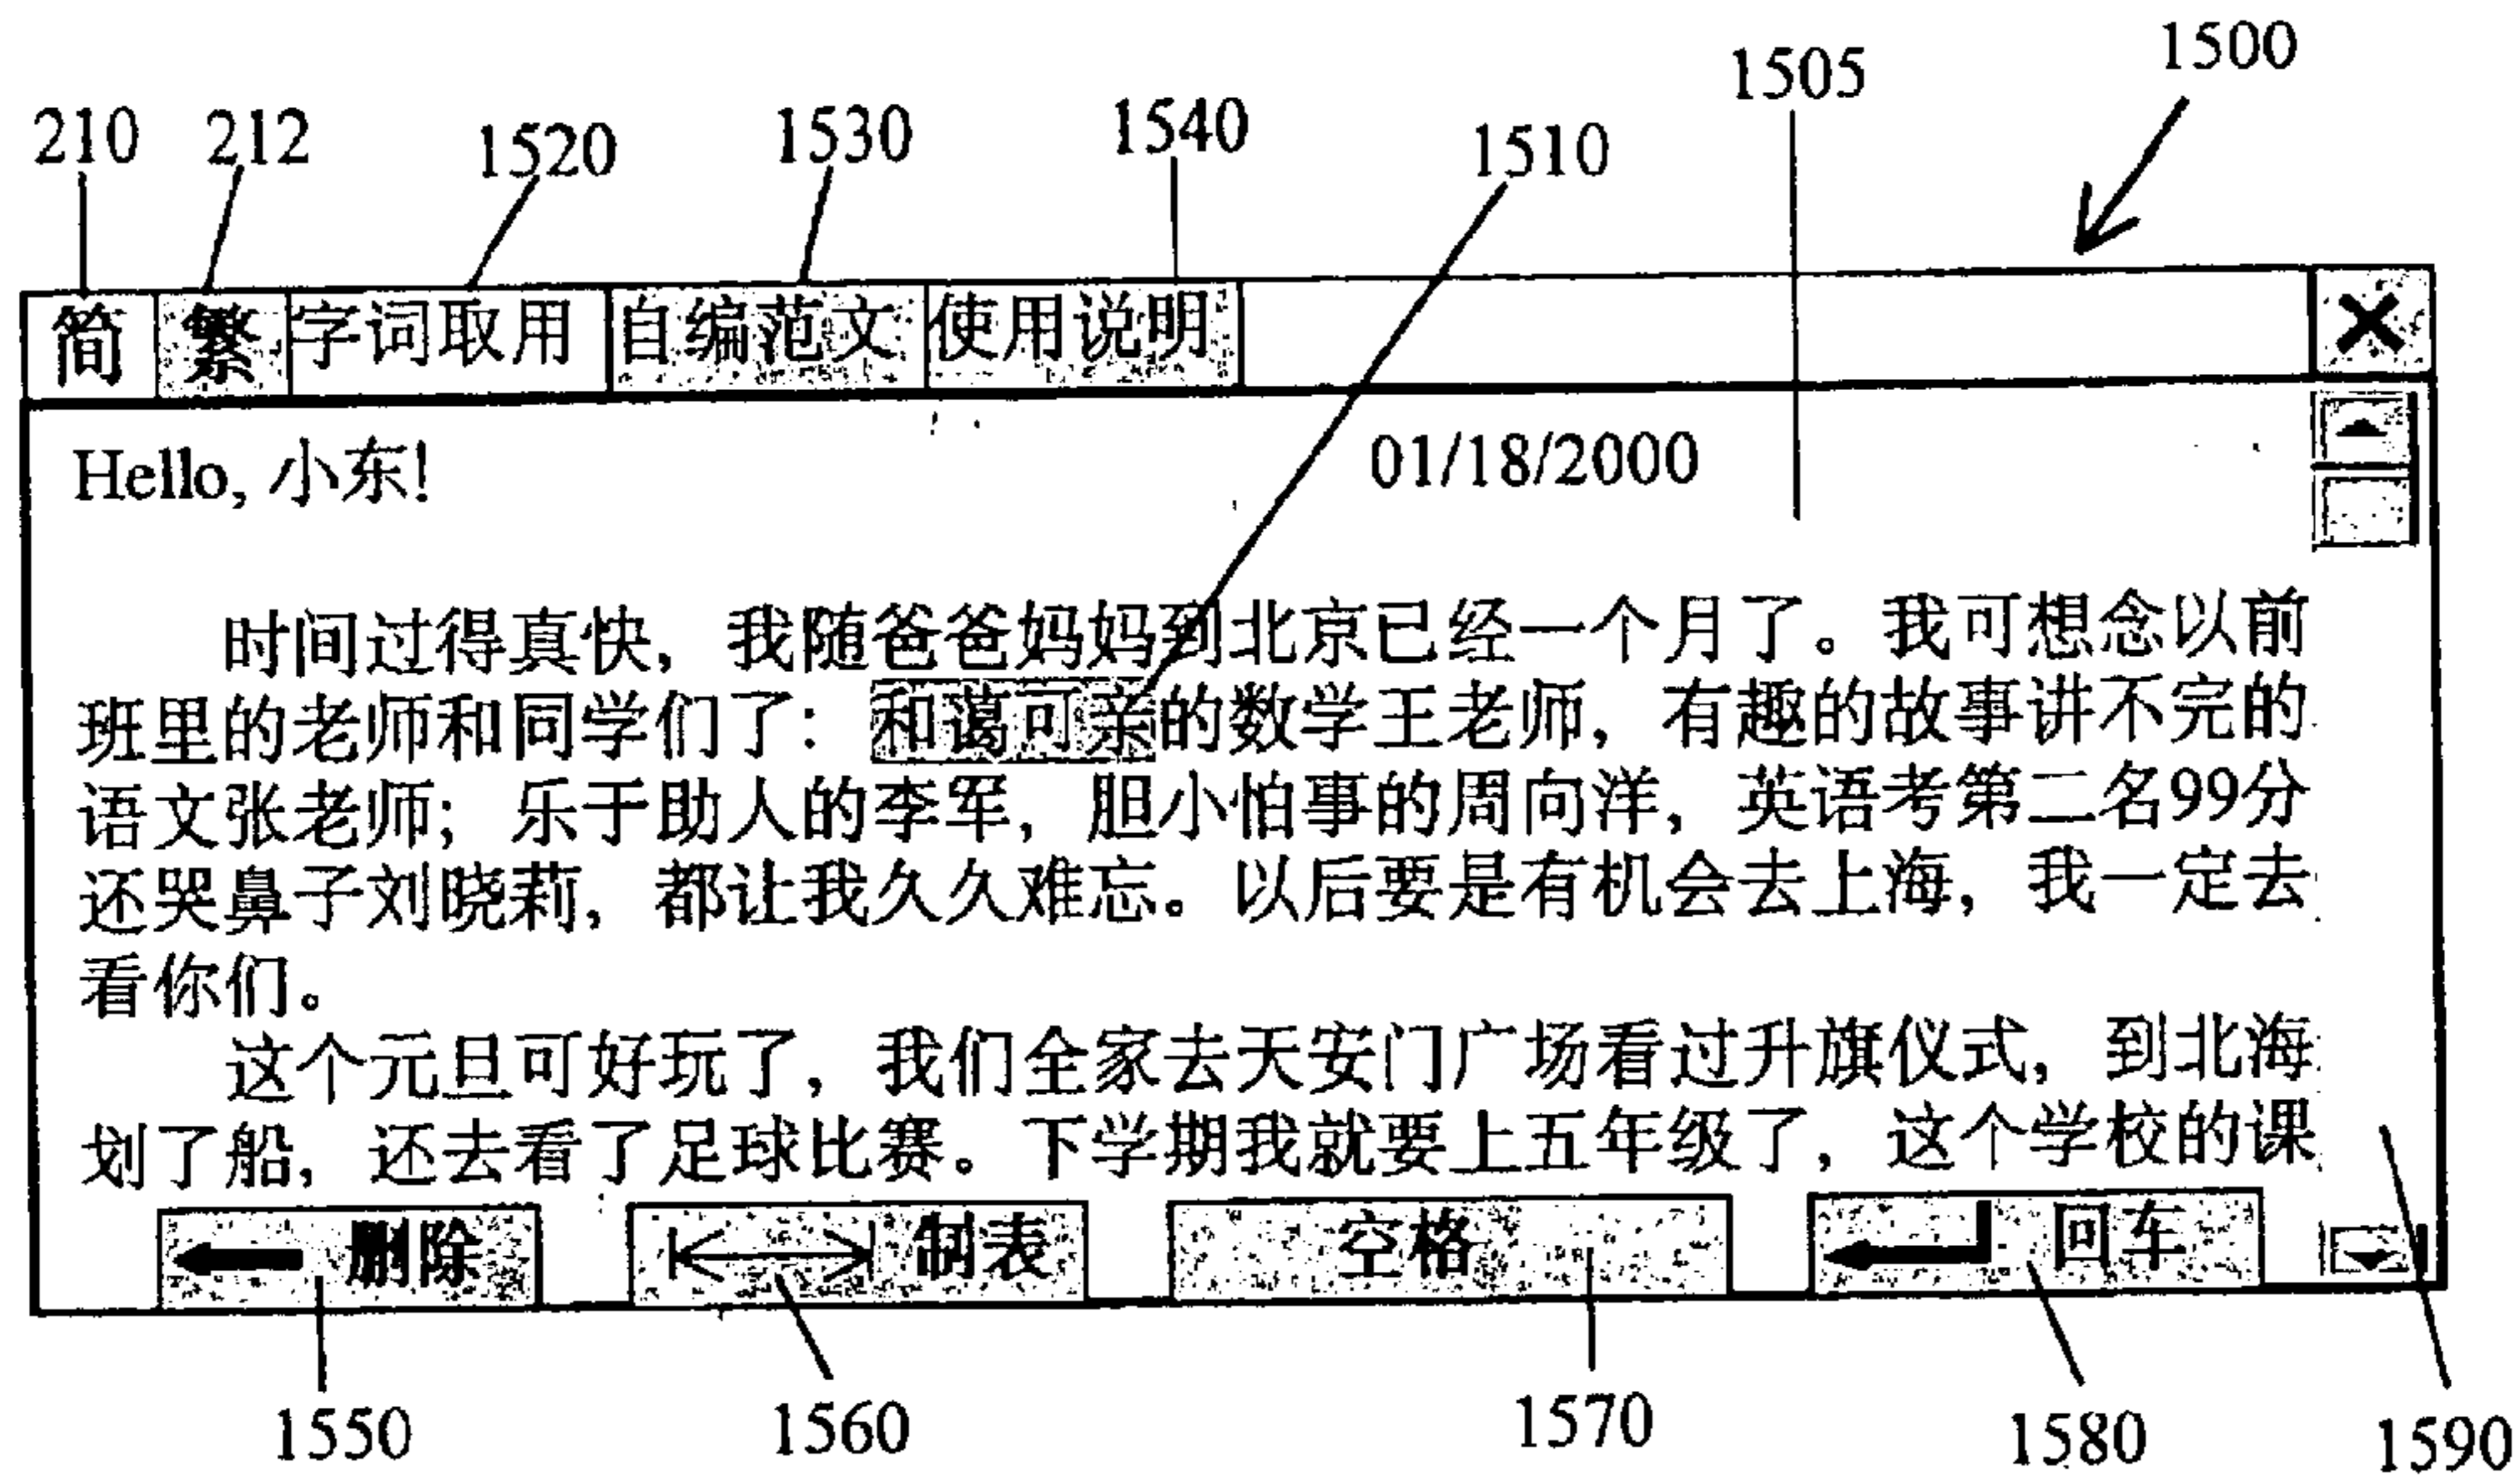 1500
1505
210 212 1520 1530 1540 1510
简 繁 字词取用 自编范文 使用说明
Hello, 小东! 01/18/2000
时间过得真快，我随爸爸妈妈到北京已经一个月了。我可想念以前
班里的老师和同学们了：和蔼可亲的数学王老师，有趣的故事讲不完的
语文张老师；乐于助人的李军，胆小怕事的周向洋，英语考第二名99分
还哭鼻子刘晓莉，都让我久久难忘。以后要是有机会去上海，我一定去
看你们。
这个元旦可好玩了，我们全家去天安门广场看过升旗仪式，到北海
划了船，还去看了足球比赛。下学期我就要上五年级了，这个学校的课
删除 制表 空格 回车
1550 1560 1570 1580 1590